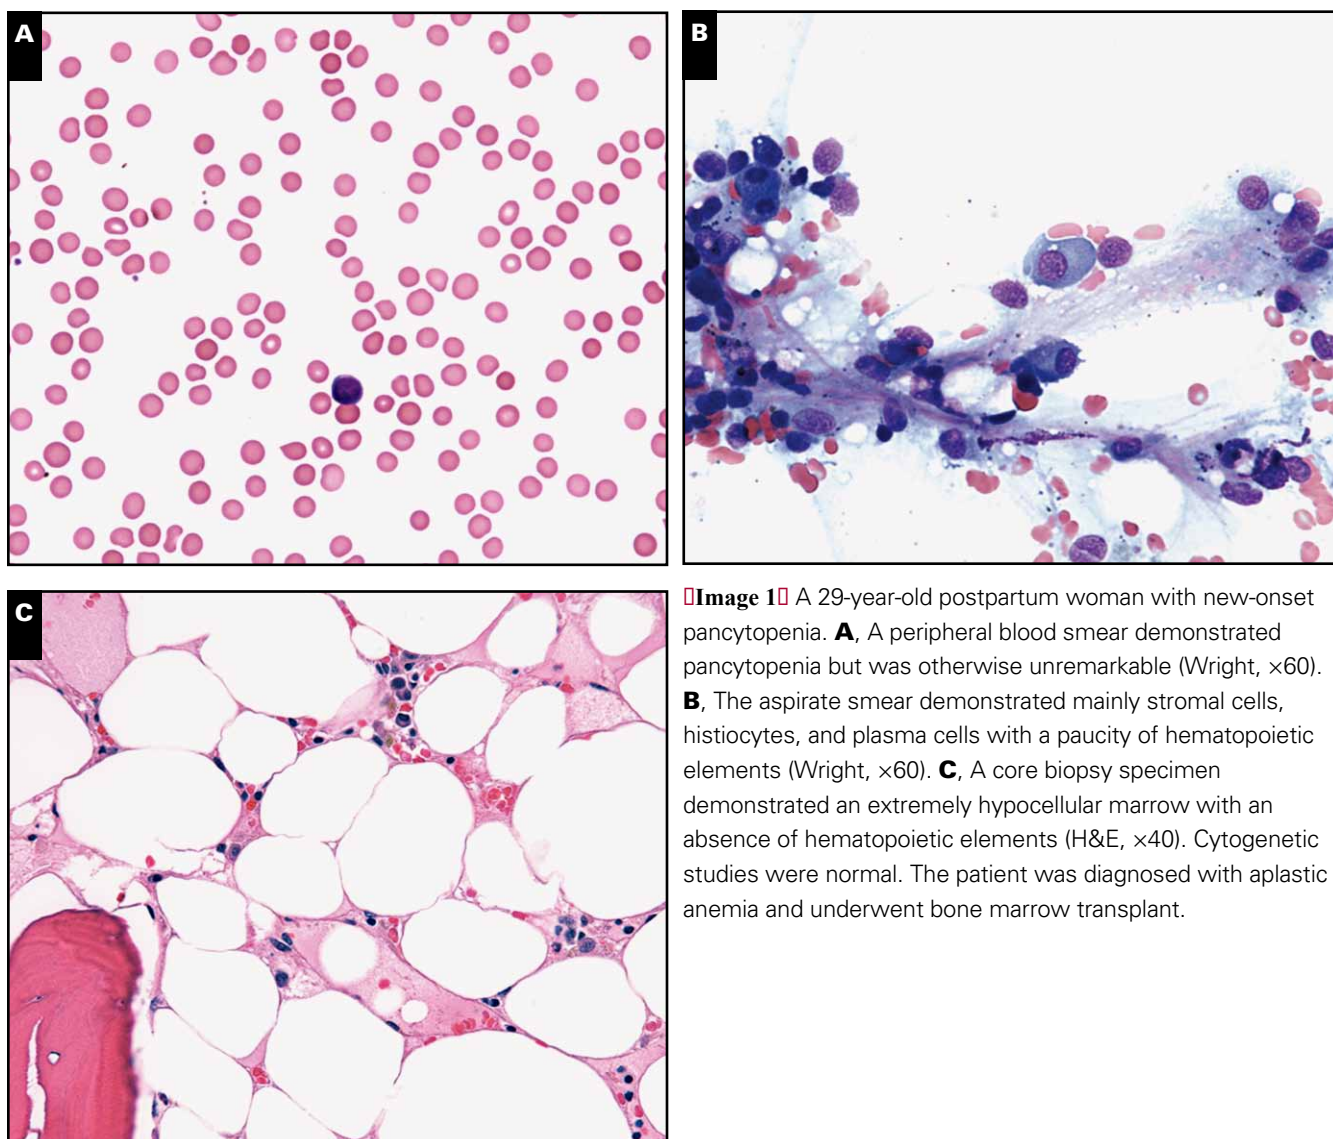 A
B
C
Image 1 A 29-year-old postpartum woman with new-onset
pancytopenia. A, A peripheral blood smear demonstrated
pancytopenia but was otherwise unremarkable (Wright, ×60).
B, The aspirate smear demonstrated mainly stromal cells,
histiocytes, and plasma cells with a paucity of hematopoietic
elements (Wright, ×60). C, A core biopsy specimen
demonstrated an extremely hypocellular marrow with an
absence of hematopoietic elements (H&E, ×40). Cytogenetic
studies were normal. The patient was diagnosed with aplastic
anemia and underwent bone marrow transplant.